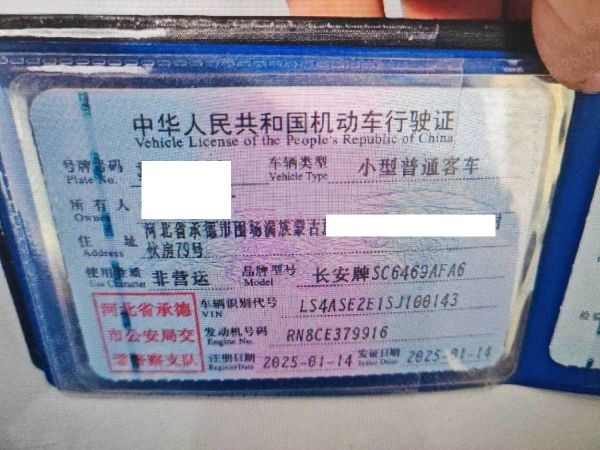 中华人民共和国机动车行驶证
Vehicle License of the People's Republic of China
号牌号码 车辆类型 小型普通客车
Plate No. Vehicle Type
所有人
Owner
住址 河北省承德市围场满族蒙古
Address 伙房79号
使用性质 非营运 品牌型号 长安牌SC6469AFA6
Use Character Model
河北省承德
市公安局交
通警察支队
车辆识别代号 LS4ASE2E1SJ100143
VIN
发动机号码 RN8CE379916
Engine No.
注册日期 2025-01-14 发证日期 2025-01-14
Register Date Issue Date